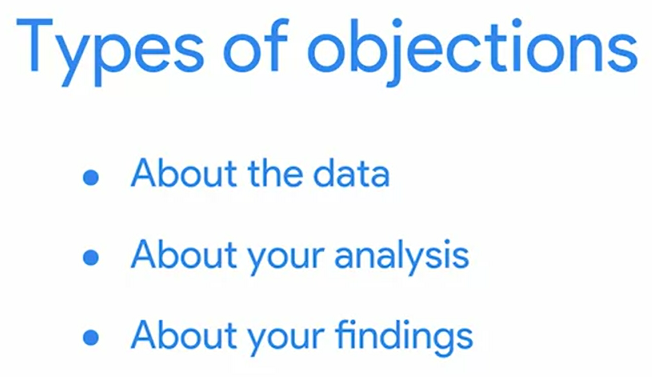 Types of objections
● About the data
● About your analysis
● About your findings